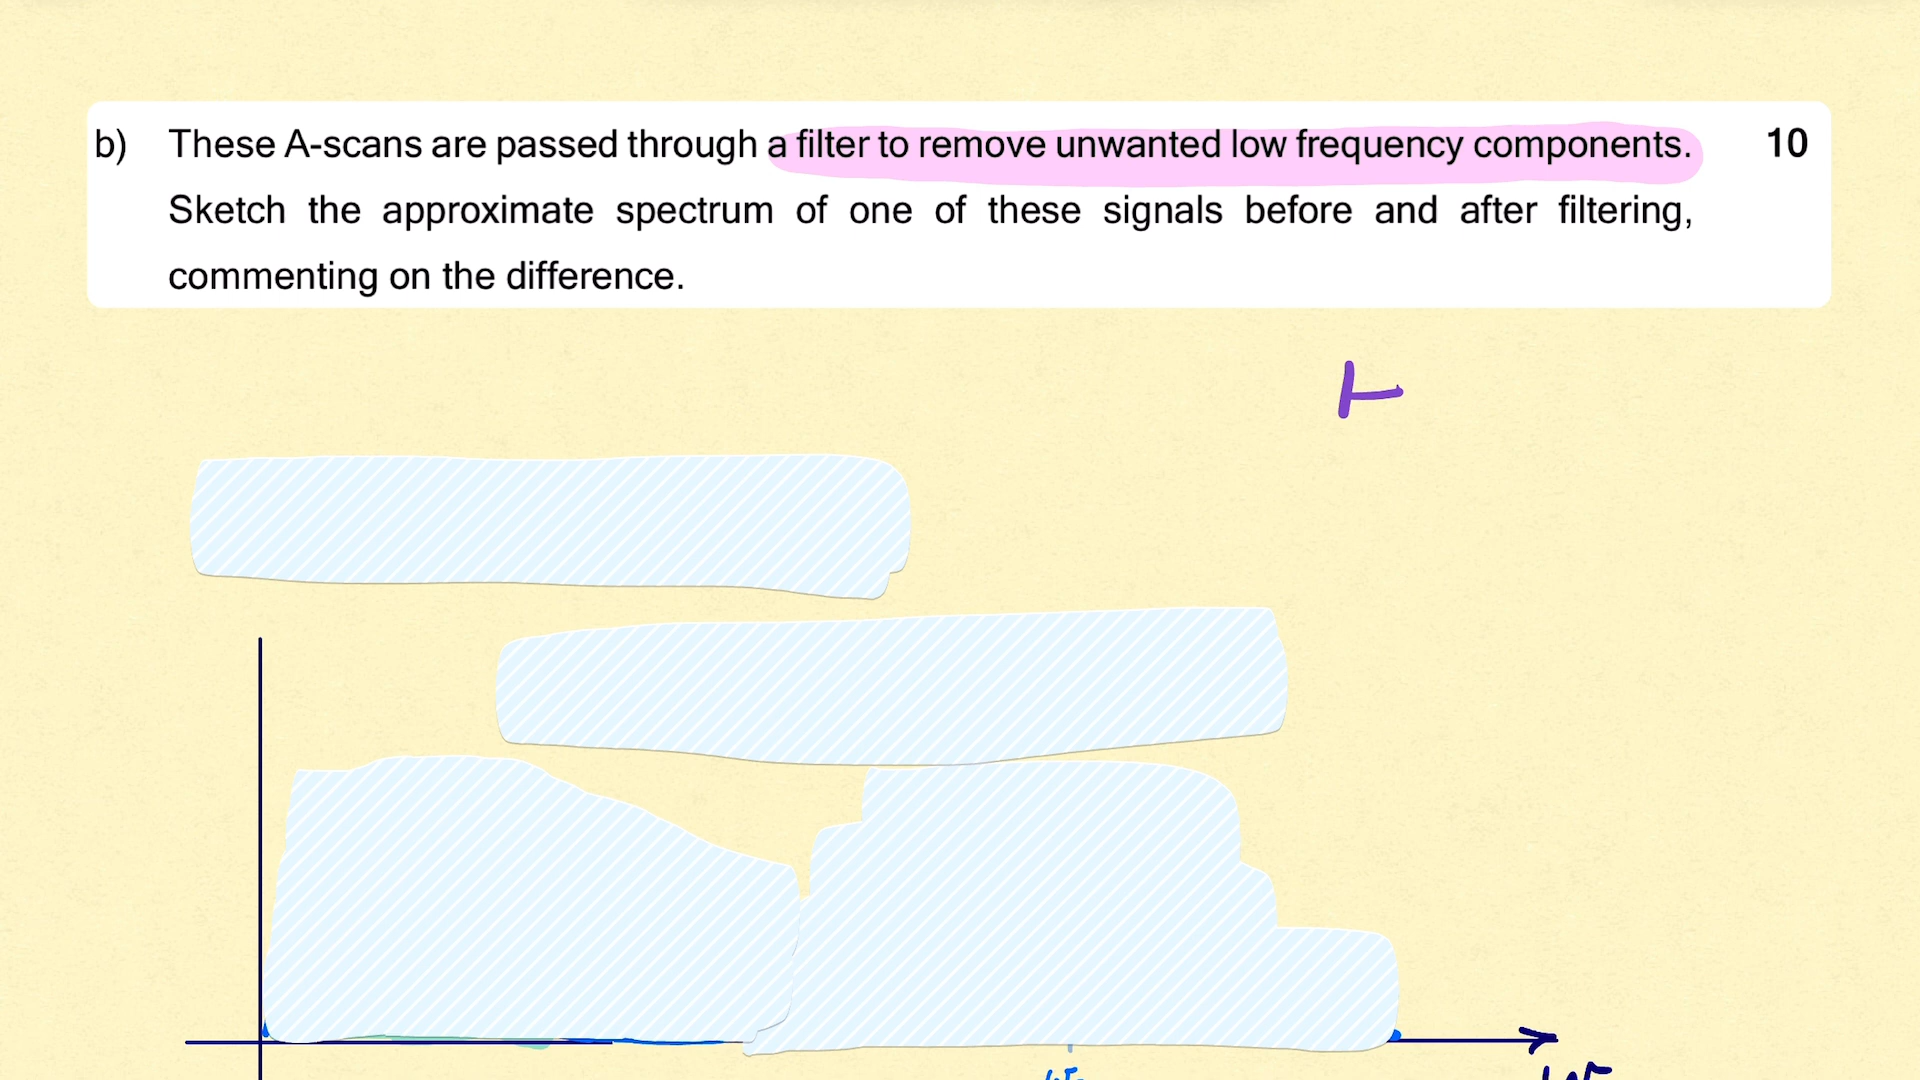 b) These A-scans are passed through a filter to remove unwanted low frequency components. 10
Sketch the approximate spectrum of one of these signals before and after filtering,
commenting on the difference.